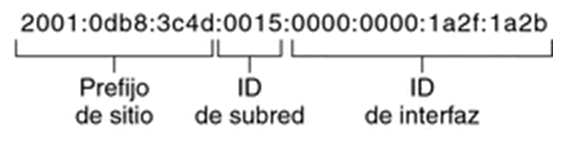 2001:0db8:3c4d:0015:0000:0000:1a2f:1a2b
Prefijo
de sitio
ID
de subred
ID
de interfaz